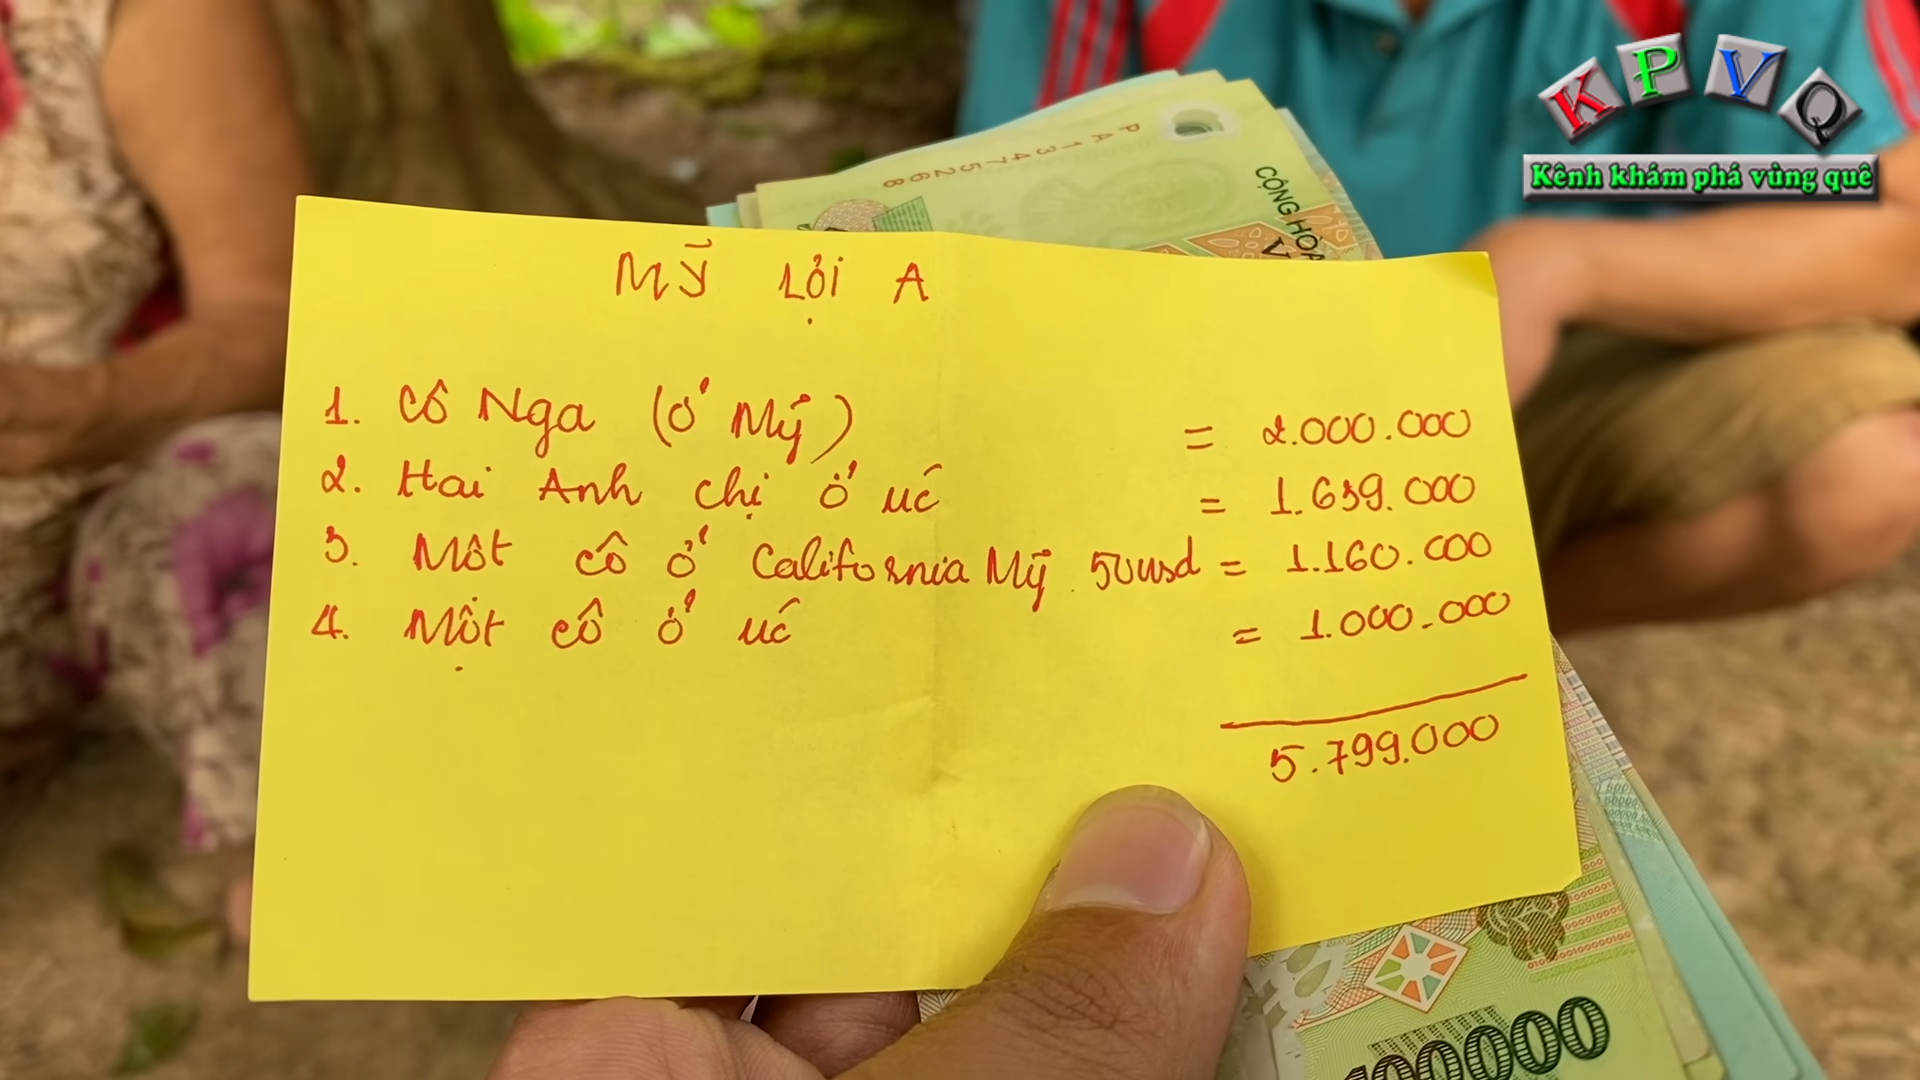 KPVQ
Kênh khám phá vùng quê
PA13475268
CỘNG HÒA
V
MỸ LỢI A
1. Cô Nga (ở Mỹ) = 2.000.000
2. Hai Anh chị ở úc = 1.639.000
3. Một cô ở California Mỹ 50usd = 1.160.000
4. Một cô ở úc = 1.000.000
5.799.000
100000